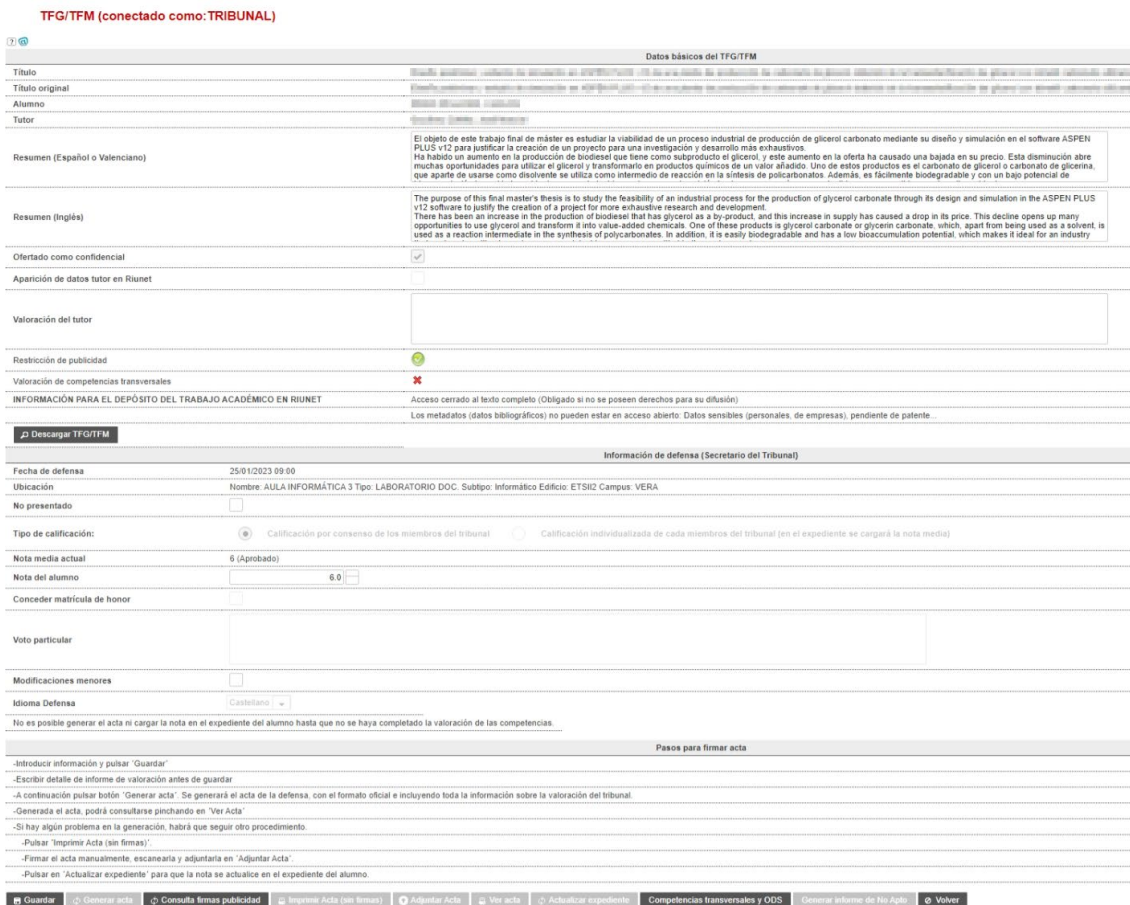 TFG/TFM (conectado como:TRIBUNAL)
Datos básicos del TFG/TFM
Título
Título original
Alumno
Tutor
Resumen (Español o Valenciano)
El objeto de este trabajo final de máster es estudiar la viabilidad de un proceso industrial de producción de glicerol carbonato mediante su diseño y simulación en el software ASPEN
PLUS v12 para justificar la creación de un proyecto para una investigación y desarrollo más exhaustivos.
Ha habido un aumento en la producción de biodiesel que tiene como subproducto el glicerol, y este aumento en la oferta ha causado una bajada en su precio. Esta disminución abre
muchas oportunidades para utilizar el glicerol y transformarlo en productos químicos de un valor añadido. Uno de estos productos es el carbonato de glicerol o carbonato de glicerina,
que aparte de usarse como disolvente se utiliza como intermedio de reacción en la síntesis de policarbonatos. Además, es fácilmente biodegradable y con un bajo potencial de
Resumen (Inglés)
The purpose of this final master's thesis is to study the feasibility of an industrial process for the production of glycerol carbonate through its design and simulation in the ASPEN PLUS
v12 software to justify the creation of a project for more exhaustive research and development.
There has been an increase in the production of biodiesel that has glycerol as a by-product, and this increase in supply has caused a drop in its price. This decline opens up many
opportunities to use glycerol and transform it into value-added chemicals. One of these products is glycerol carbonate or glycerin carbonate, which, apart from being used as a solvent, is
used as a reaction intermediate in the synthesis of polycarbonates. In addition, it is easily biodegradable and has a low bioaccumulation potential, which makes it ideal for an industry
Ofertado como confidencial
Aparición de datos tutor en Riunet
Valoración del tutor
Restricción de publicidad
Valoración de competencias transversales
INFORMACIÓN PARA EL DEPÓSITO DEL TRABAJO ACADÉMICO EN RIUNET Acceso cerrado al texto completo (Obligado si no se poseen derechos para su difusión)
Los metadatos (datos bibliográficos) no pueden estar en acceso abierto: Datos sensibles (personales, de empresas), pendiente de patente...
Descargar TFG/TFM
Información de defensa (Secretario del Tribunal)
Fecha de defensa 25/01/2023 09:00
Ubicación Nombre: AULA INFORMÁTICA 3 Tipo: LABORATORIO DOC. Subtipo: Informático Edificio: ETSII2 Campus: VERA
No presentado
Tipo de calificación: Calificación por consenso de los miembros del tribunal Calificación individualizada de cada miembros del tribunal (en el expediente se cargará la nota media)
Nota media actual 6 (Aprobado)
Nota del alumno 6.0
Conceder matrícula de honor
Voto particular
Modificaciones menores
Idioma Defensa Castellano
No es posible generar el acta ni cargar la nota en el expediente del alumno hasta que no se haya completado la valoración de las competencias.
Pasos para firmar acta
-Introducir información y pulsar 'Guardar'
-Escribir detalle de informe de valoración antes de guardar
-A continuación pulsar botón 'Generar acta'. Se generará el acta de la defensa, con el formato oficial e incluyendo toda la información sobre la valoración del tribunal.
-Generada el acta, podrá consultarse pinchando en 'Ver Acta'
-Si hay algún problema en la generación, habrá que seguir otro procedimiento.
-Pulsar 'Imprimir Acta (sin firmas)'.
-Firmar el acta manualmente, escanearla y adjuntarla en 'Adjuntar Acta'.
-Pulsar en 'Actualizar expediente' para que la nota se actualice en el expediente del alumno.
Guardar Generar acta Consulta firmas publicidad Imprimir Acta (sin firmas) Adjuntar Acta Ver acta Actualizar expediente Competencias transversales y ODS Generar informe de No Apto Volver